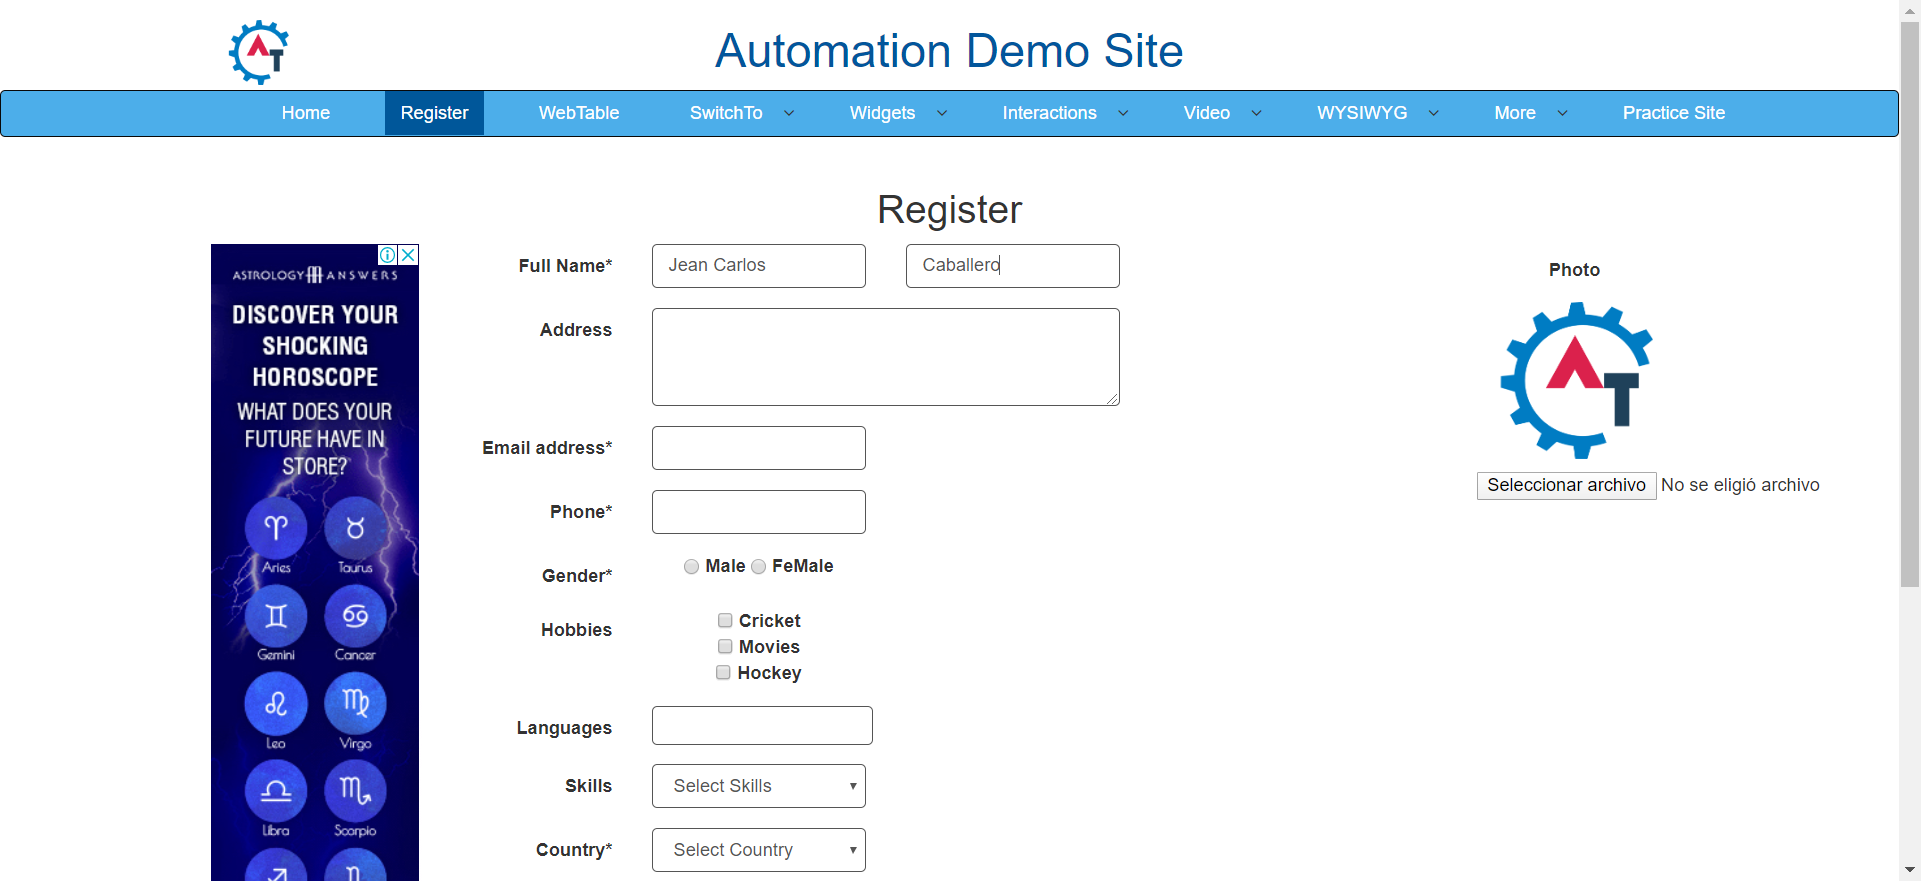 AT
Automation Demo Site
Home Register WebTable SwitchTo Widgets Interactions Video WYSIWYG More Practice Site
Register
ASTROLOGY ANSWERS
DISCOVER YOUR
SHOCKING
HOROSCOPE
WHAT DOES YOUR
FUTURE HAVE IN
STORE?
Aries Taurus
Gemini Cancer
Leo Virgo
Libra Scorpio
Full Name* Jean Carlos Caballero
Address
Email address*
Phone*
Gender* Male FeMale
Hobbies Cricket
Movies
Hockey
Languages
Skills Select Skills
Country* Select Country
Photo
AT
Seleccionar archivo No se eligió archivo